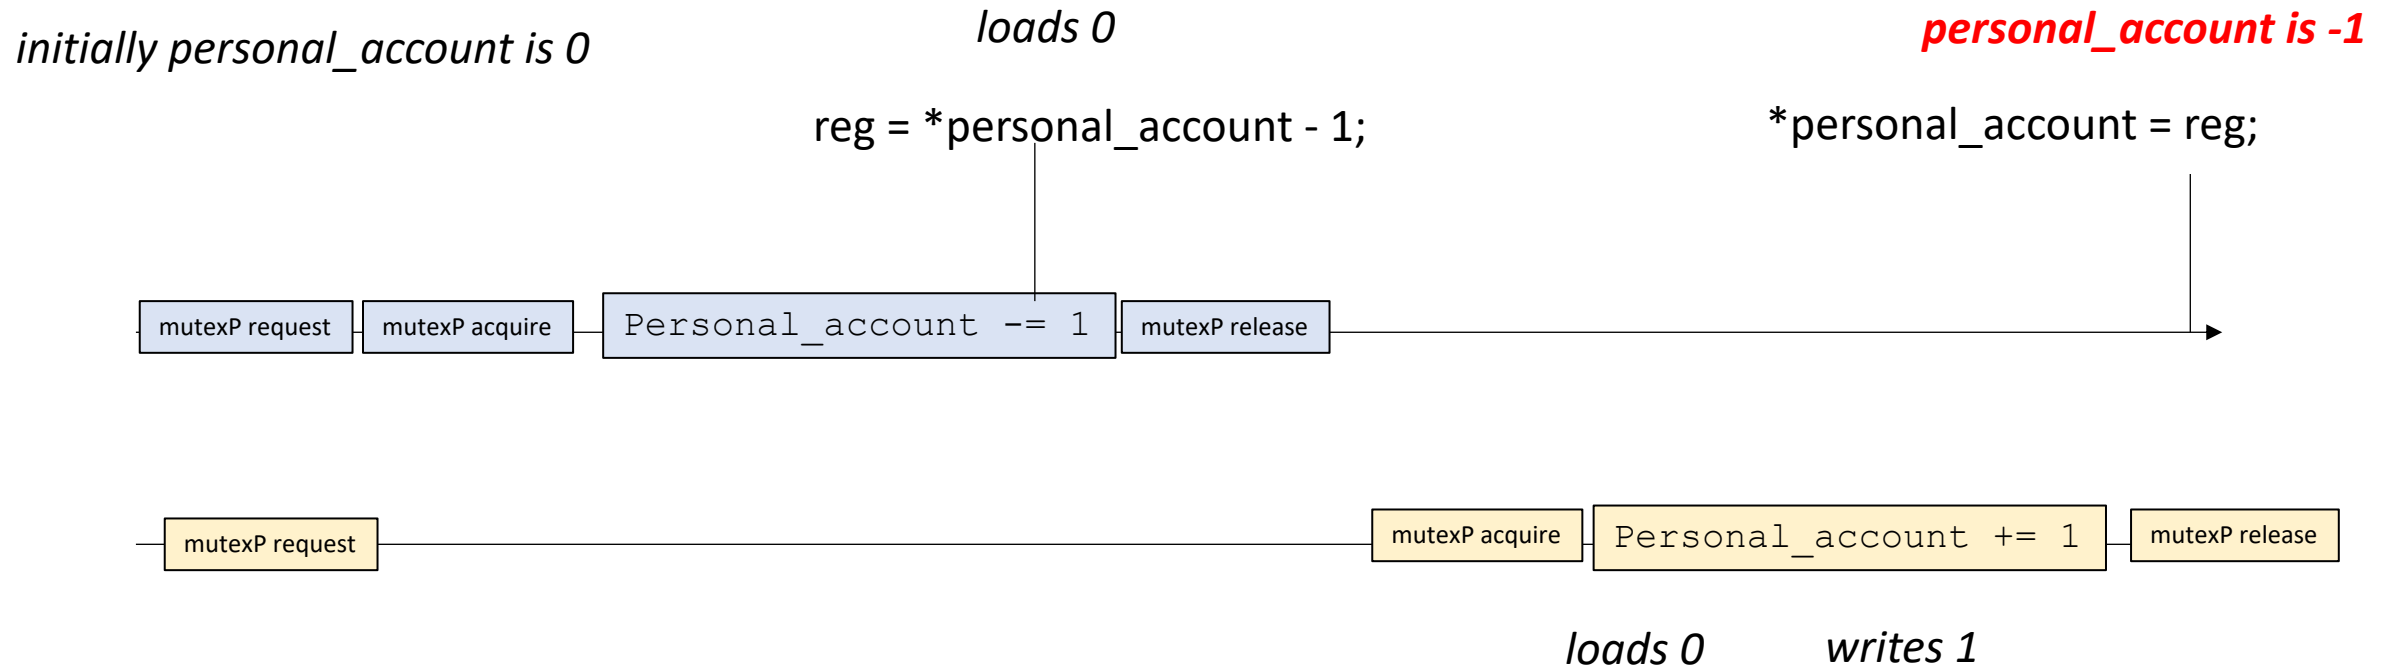 initially personal_account is 0
loads 0
personal_account is -1
reg = *personal_account - 1;
*personal_account = reg;
mutexP request
mutexP acquire
Personal_account -= 1
mutexP release
mutexP request
mutexP acquire
Personal_account += 1
mutexP release
loads 0
writes 1